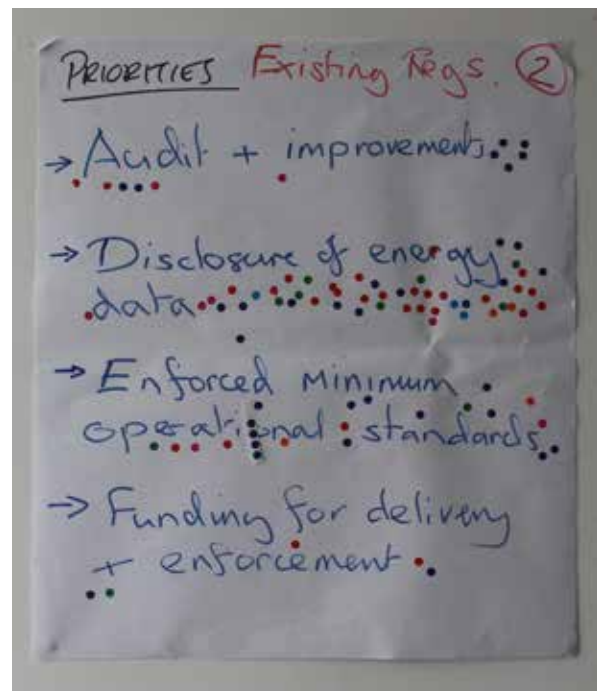 PRIORITIES Existing Regs. 2
→ Audit + improvements
→ Disclosure of energy
data
→ Enforced Minimum
operational standards
→ Funding for delivery
+ enforcement